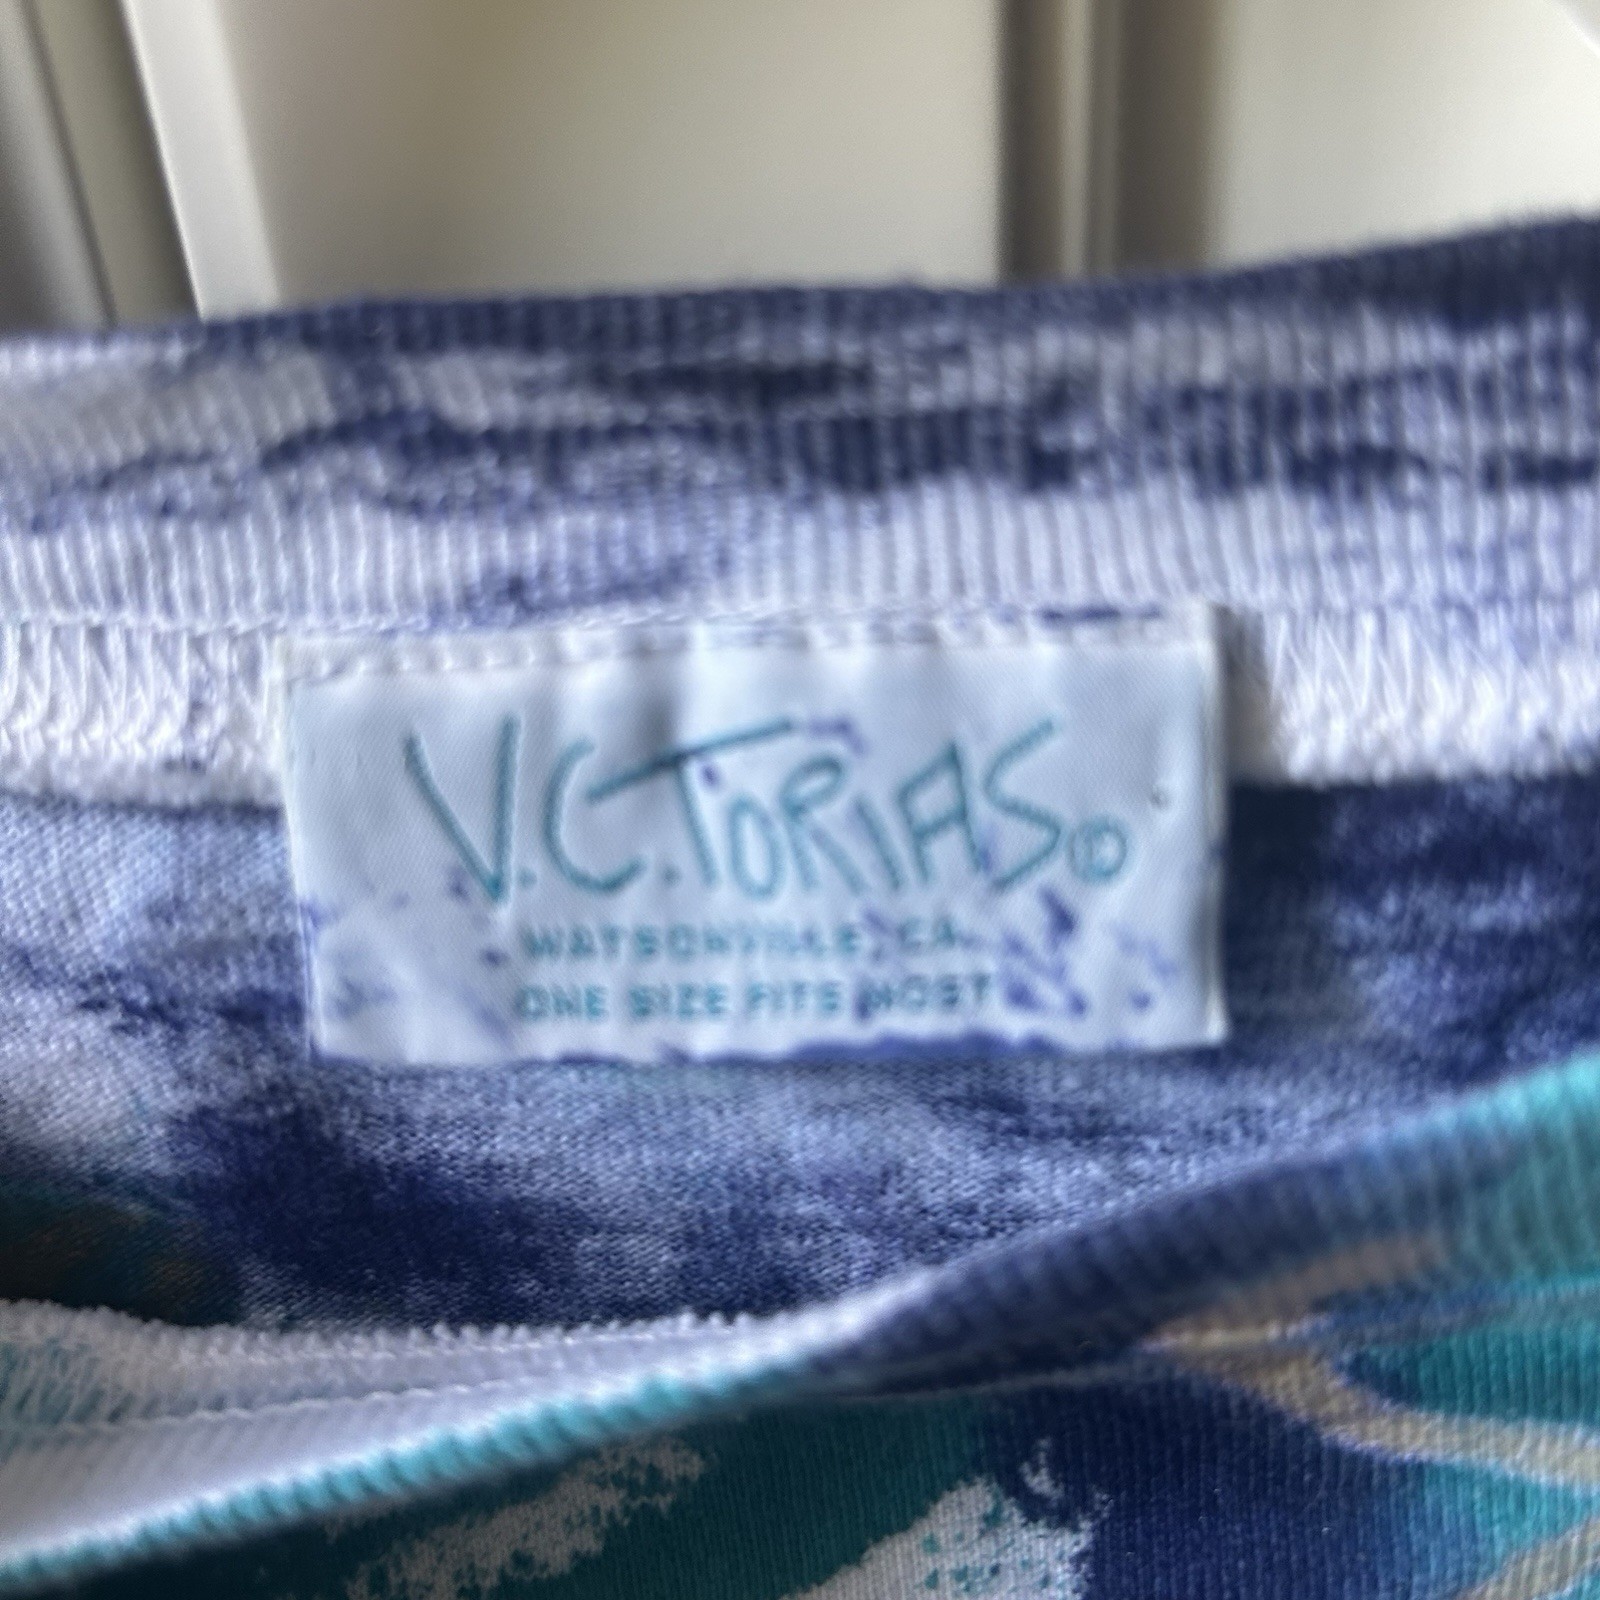 V.C.TORIAS©
WATSONVILLE, CA.
ONE SIZE FITS MOST